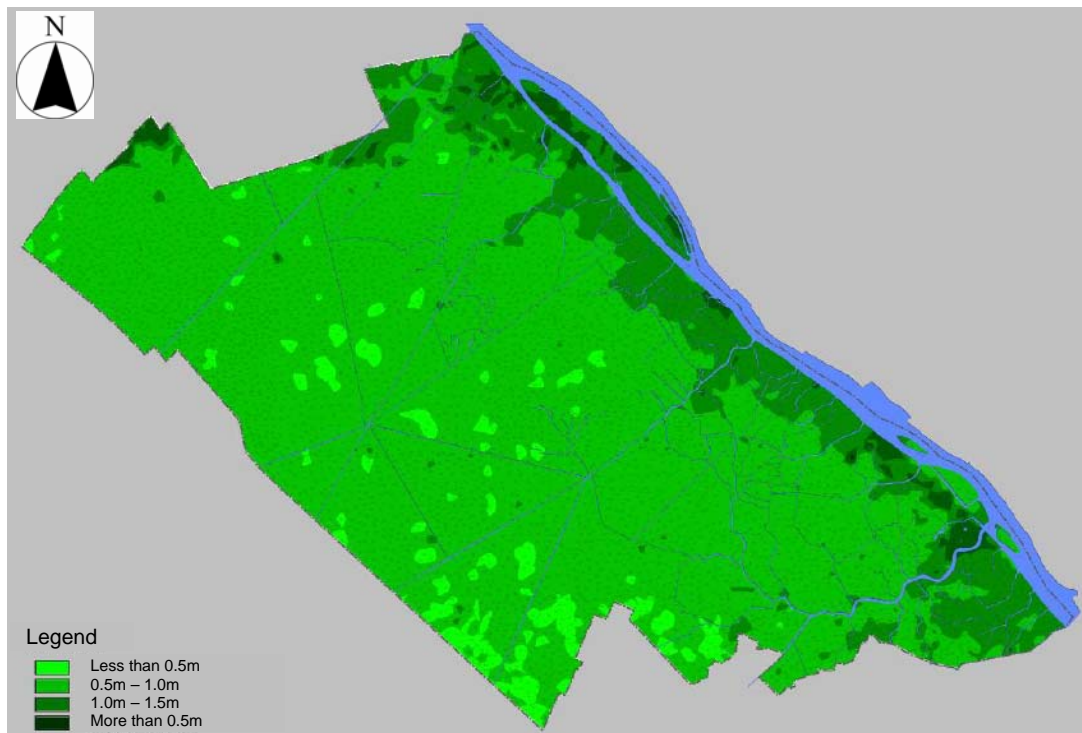 N
Legend
Less than 0.5m
0.5m – 1.0m
1.0m – 1.5m
More than 0.5m